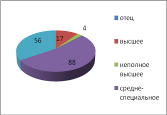 56
17
4
88
отец
высшее
неполное
высшее
средне-
специальное